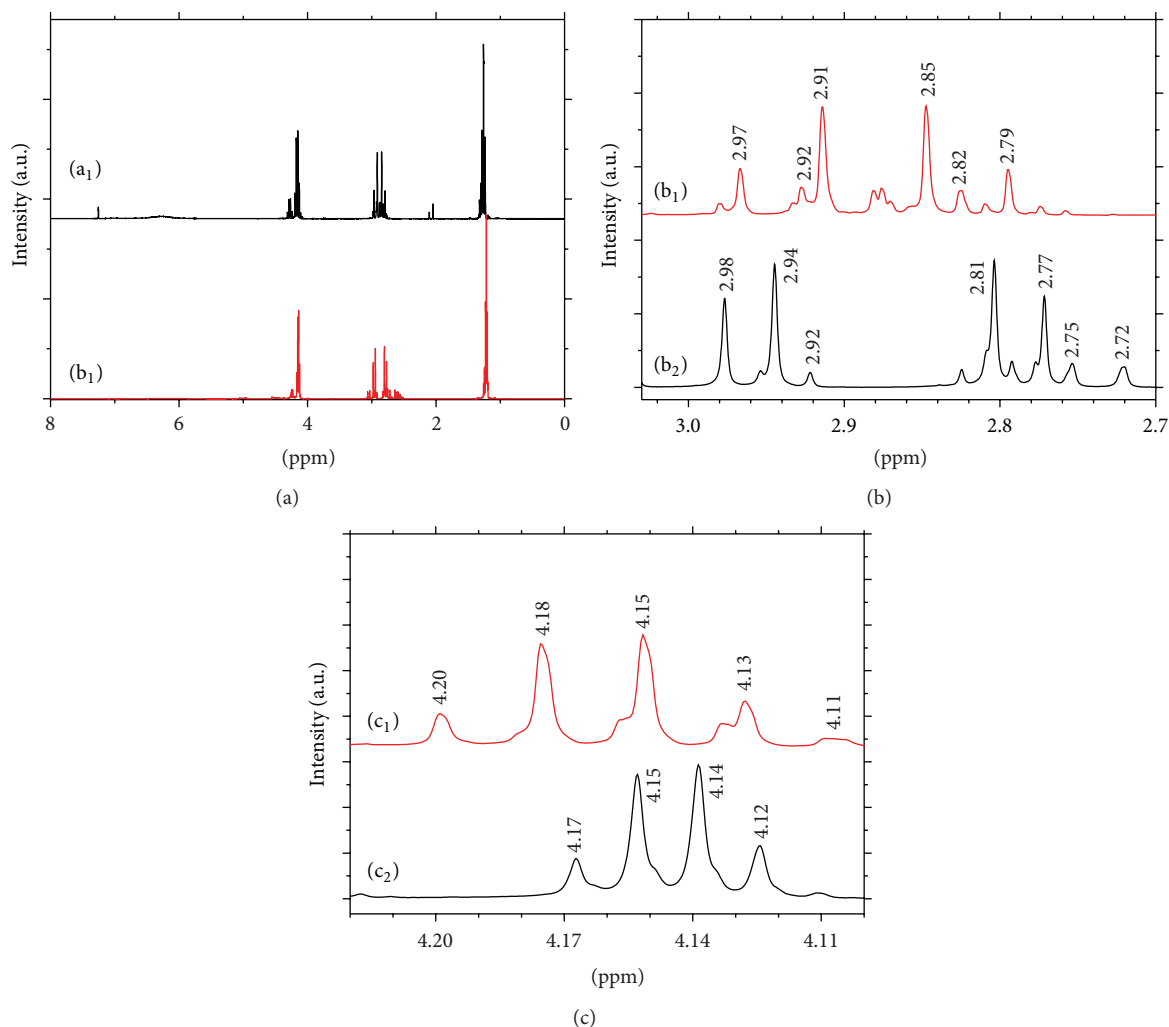 Intensity (a.u.)
(a₁)
(b₁)
8 6 4 2 0
(ppm)
(a)
Intensity (a.u.)
2.97 2.92 2.91 2.85 2.82 2.79
(b₁)
2.98 2.94 2.92 2.81 2.77 2.75 2.72
(b₂)
3.0 2.9 2.8 2.7
(ppm)
(b)
Intensity (a.u.)
4.20 4.18 4.15 4.13 4.11
(c₁)
4.17 4.15 4.14 4.12
(c₂)
4.20 4.17 4.14 4.11
(ppm)
(c)